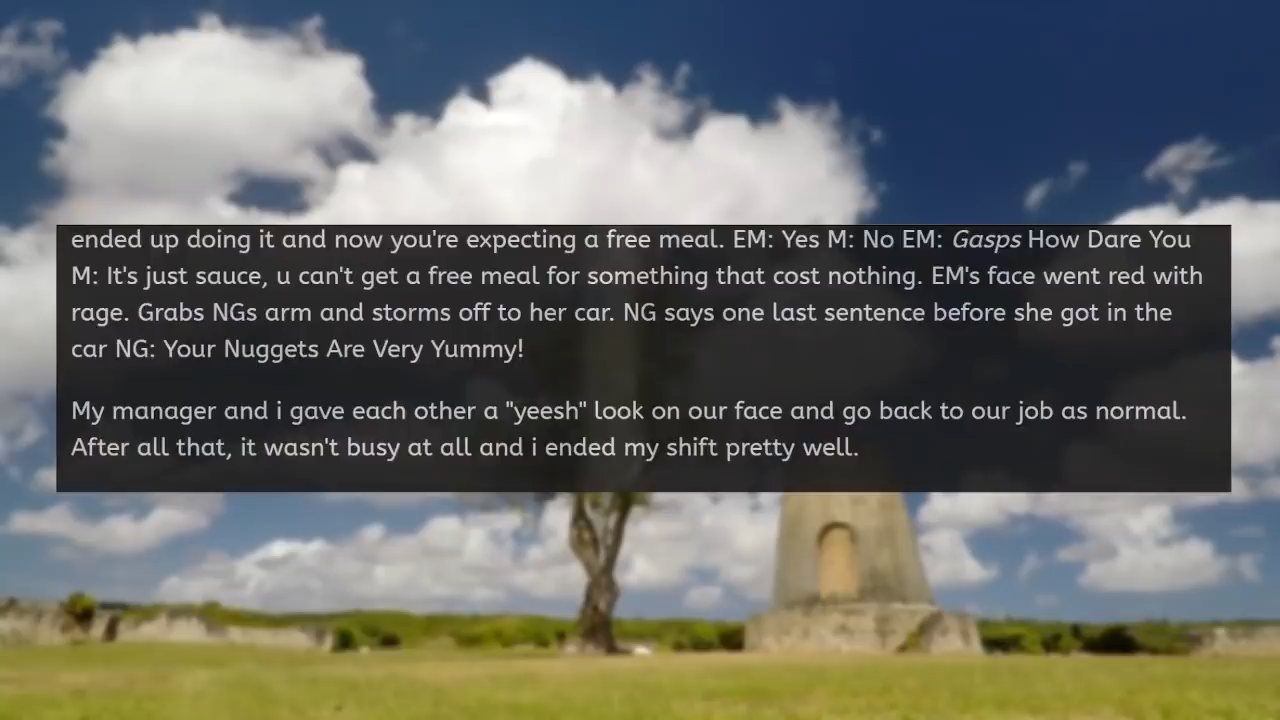 ended up doing it and now you're expecting a free meal. EM: Yes M: No EM: Gasps How Dare You
M: It's just sauce, u can't get a free meal for something that cost nothing. EM's face went red with
rage. Grabs NGs arm and storms off to her car. NG says one last sentence before she got in the
car NG: Your Nuggets Are Very Yummy!
My manager and i gave each other a "yeesh" look on our face and go back to our job as normal.
After all that, it wasn't busy at all and i ended my shift pretty well.